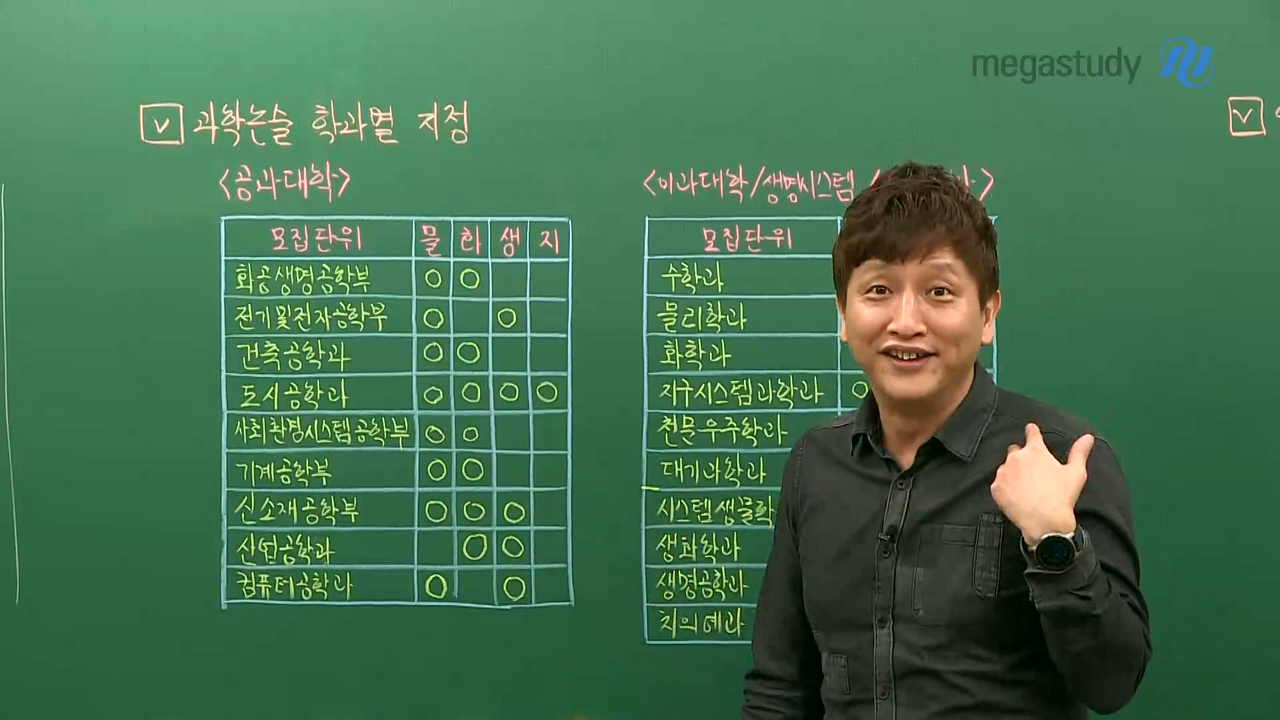 megastudy
☑ 과학논술 학과별 지정
<공과대학>
모집단위 물 화 생 지
화공생명공학부 ○ ○
전기및전자공학부 ○ ○
건축공학과 ○ ○
도시공학과 ○ ○ ○ ○
사회환경시스템공학부 ○ ○
기계공학부 ○ ○
신소재공학부 ○ ○ ○
산업공학과 ○ ○
컴퓨터공학과 ○ ○
<이과대학/생명시스템/
모집단위
수학과
물리학과
화학과
지구시스템과학과 ○
천문우주학과
대기과학과
시스템생물학
생화학과
생명공학과
치의예과
☑